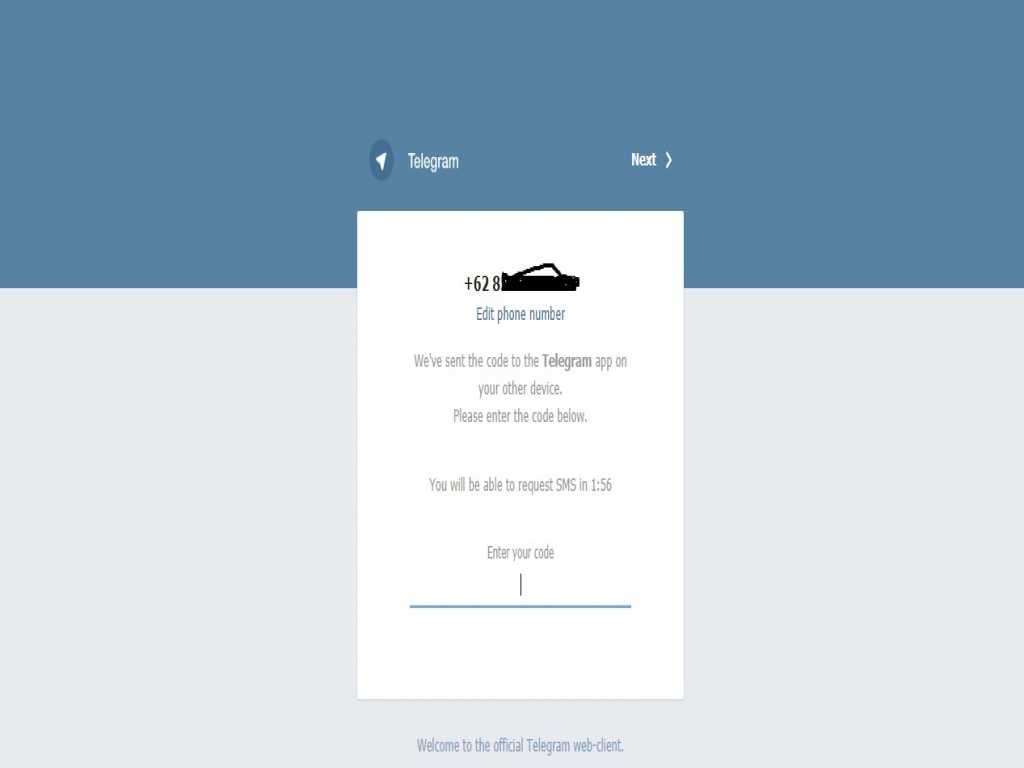 Telegram
Next
+62 8
Edit phone number
We've sent the code to the Telegram app on
your other device.
Please enter the code below.
You will be able to request SMS in 1:56
Enter your code
Welcome to the official Telegram web-client.